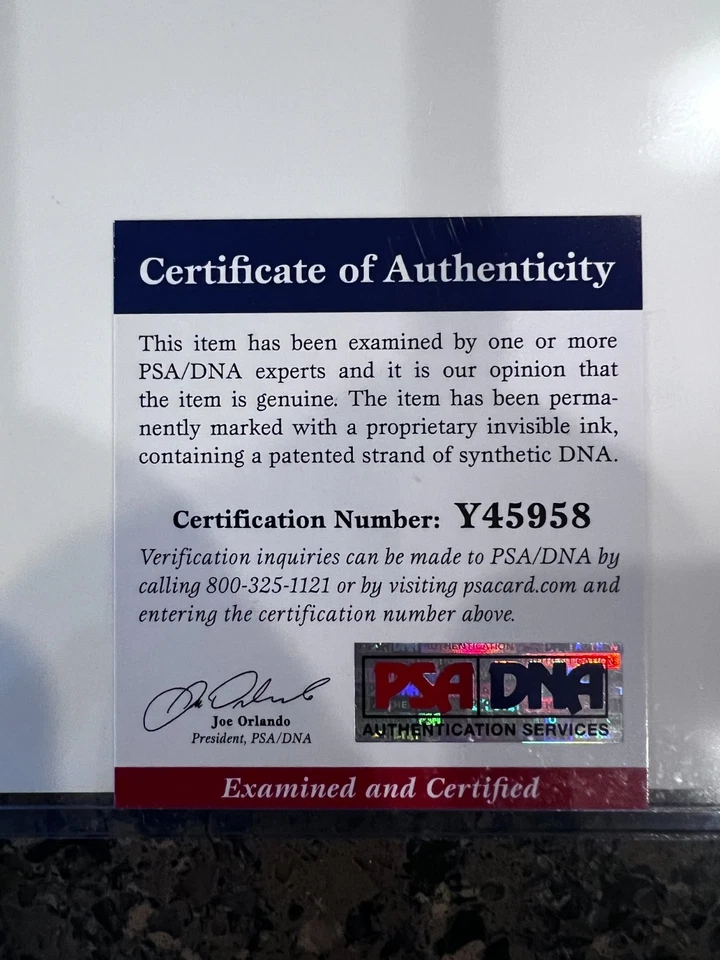 Certificate of Authenticity
This item has been examined by one or more
PSA/DNA experts and it is our opinion that
the item is genuine. The item has been perma-
nently marked with a proprietary invisible ink,
containing a patented strand of synthetic DNA.
Certification Number: Y45958
Verification inquiries can be made to PSA/DNA by
calling 800-325-1121 or by visiting psacard.com and
entering the certification number above.
Joe Orlando
President, PSA/DNA
AUTHENTICATION
PSA DNA
PSA
AUTHENTICATION SERVICES
Examined and Certified